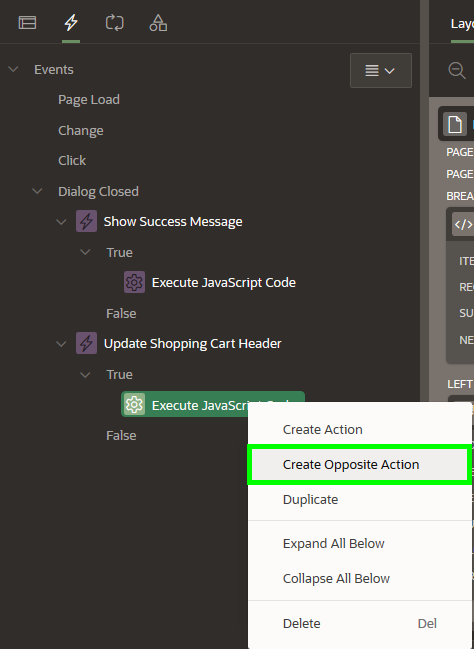 Layo
Events
Page Load
Change
Click
Dialog Closed
Show Success Message
True
Execute JavaScript Code
False
Update Shopping Cart Header
True
Execute JavaScript
False
Create Action
Create Opposite Action
Duplicate
Expand All Below
Collapse All Below
Delete Del
PAGE
PAGE
BREA
</>
ITE
RE
SU
NE
LEFT